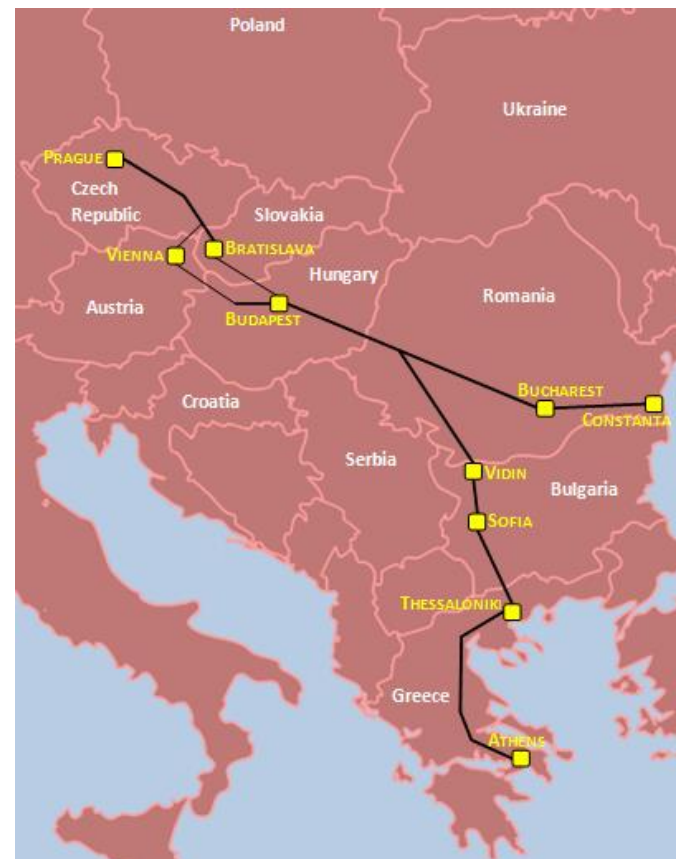 Poland
Ukraine
PRAGUE
Czech
Republic
Slovakia
BRATISLAVA
VIENNA
Hungary
Romania
Austria
BUDAPEST
BUCHAREST
CONSTANTA
Croatia
Serbia
VIDIN
Bulgaria
SOFIA
THESSALONIKI
Greece
ATHENS